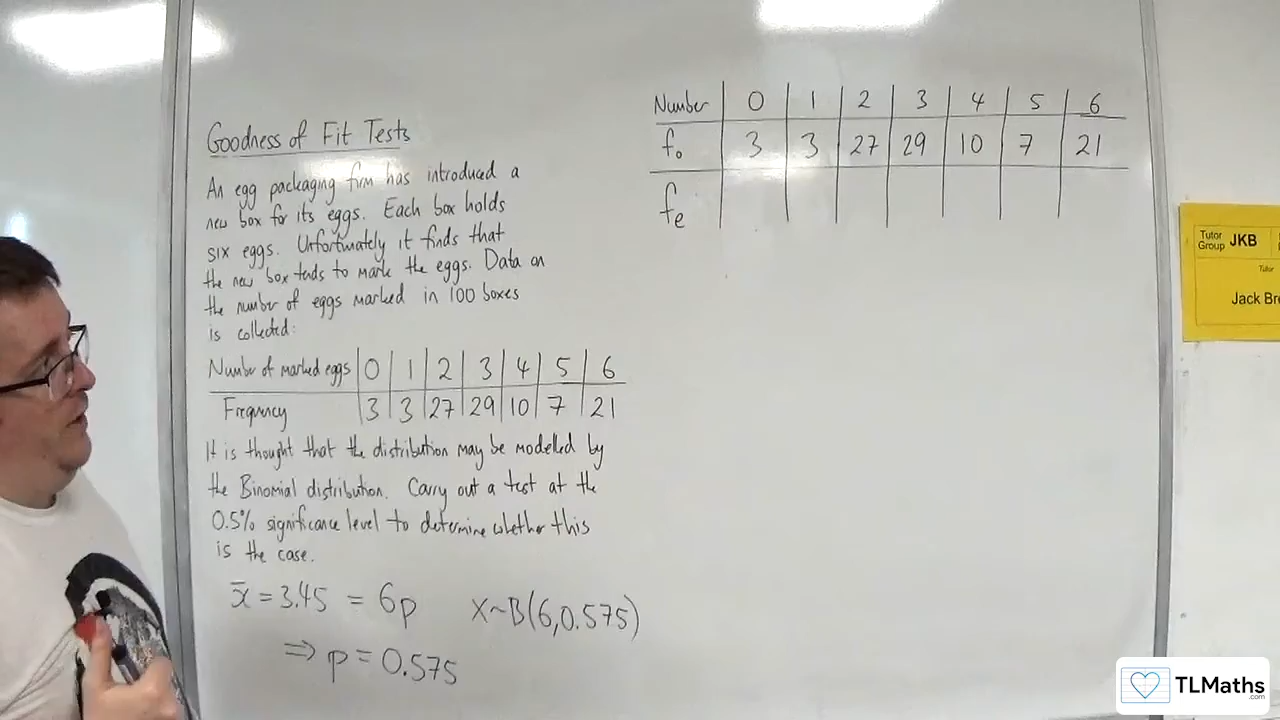 Goodness of Fit Tests
An egg packaging firm has introduced a
new box for its eggs. Each box holds
six eggs. Unfortunately it finds that
the new box tends to mark the eggs. Data on
the number of eggs marked in 100 boxes
is collected:
Number of marked eggs 0 1 2 3 4 5 6
Frequency 3 3 27 29 10 7 21
It is thought that the distribution may be modelled by
the Binomial distribution. Carry out a test at the
0.5% significance level to determine whether this
is the case.
x̄ = 3.45 = 6p X~B(6,0.575)
⇒ p = 0.575
Number 0 1 2 3 4 5 6
fo 3 3 27 29 10 7 21
fe
Tutor
Group JKB
Tutor
Jack Bre
TLMaths
.com